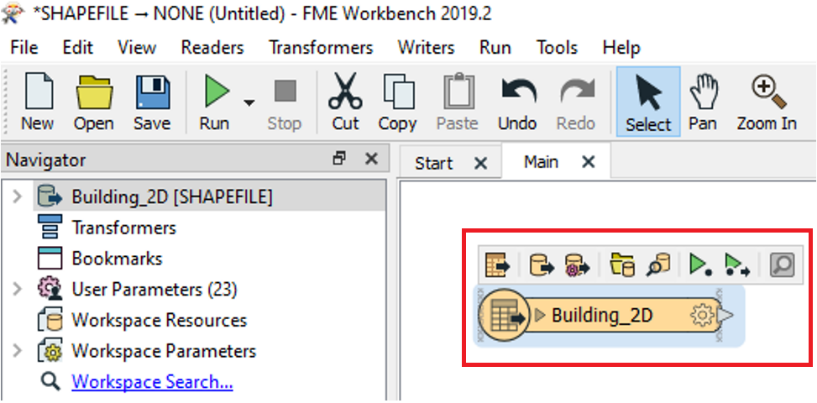 *SHAPEFILE → NONE (Untitled) - FME Workbench 2019.2
File Edit View Readers Transformers Writers Run Tools Help
New Open Save Run Stop Cut Copy Paste Undo Redo Select Pan Zoom In
Navigator
Start
Main
Building_2D [SHAPEFILE]
Transformers
Bookmarks
User Parameters (23)
Workspace Resources
Workspace Parameters
Workspace Search...
Building_2D